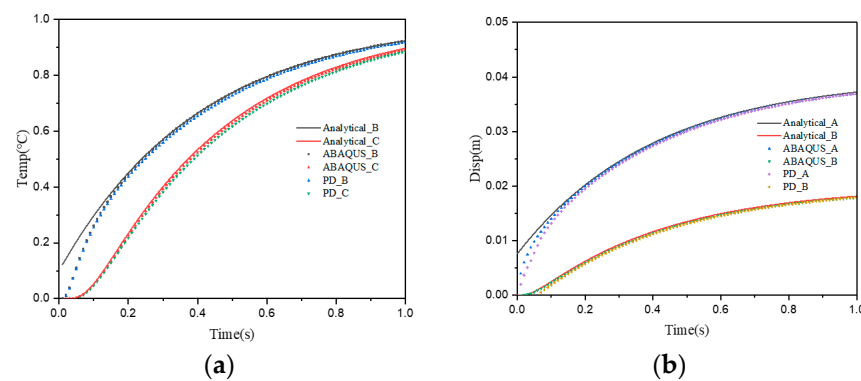 1.0
0.8
0.6
0.4
0.2
0.0
Temp(℃)
Analytical_B
Analytical_C
ABAQUS_B
ABAQUS_C
PD_B
PD_C
0.0 0.2 0.4 0.6 0.8 1.0
Time(s)
(a)
0.05
0.04
0.03
0.02
0.01
0.00
Disp(m)
Analytical_A
Analytical_B
ABAQUS_A
ABAQUS_B
PD_A
PD_B
0.0 0.2 0.4 0.6 0.8 1.0
Time(s)
(b)